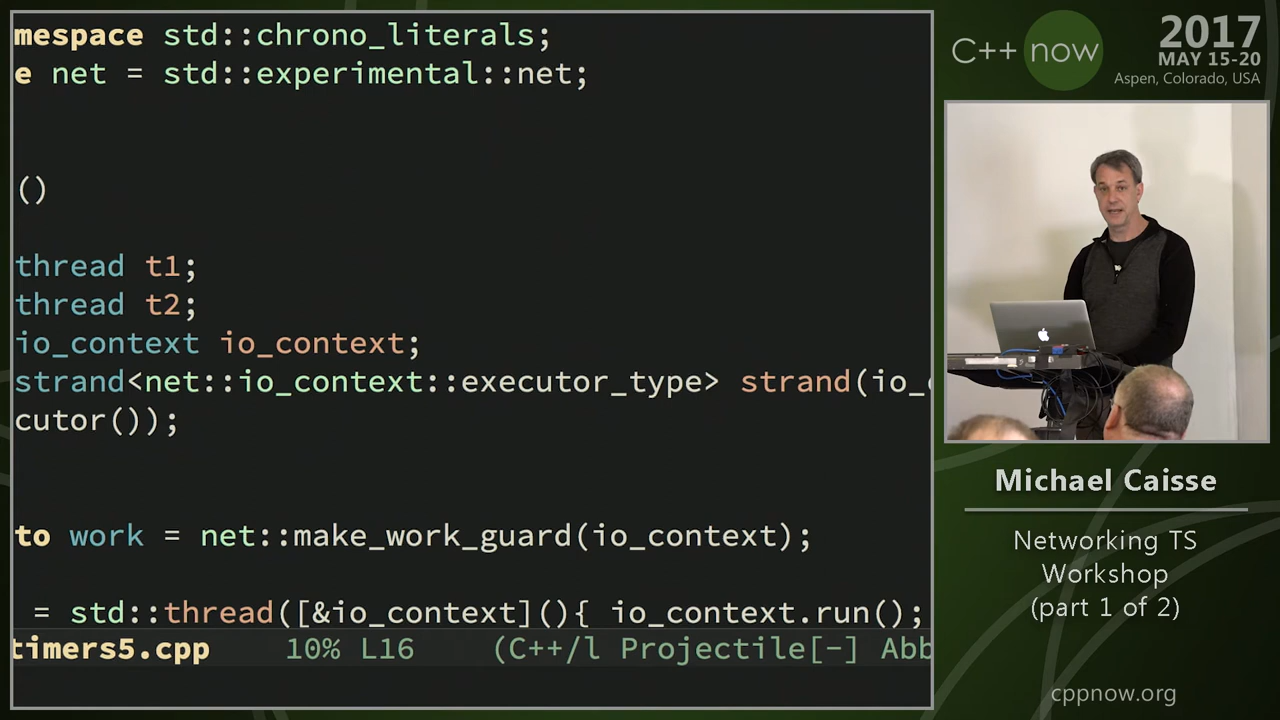 mespace std::chrono_literals;
e net = std::experimental::net;
()
thread t1;
thread t2;
io_context io_context;
strand<net::io_context::executor_type> strand(io_c
cutor());
to work = net::make_work_guard(io_context);
= std::thread([&io_context](){ io_context.run();
timers5.cpp 10% L16 (C++/l Projectile[-] Abb
C++ now
2017
MAY 15-20
Aspen, Colorado, USA
Michael Caisse
Networking TS
Workshop
(part 1 of 2)
cppnow.org